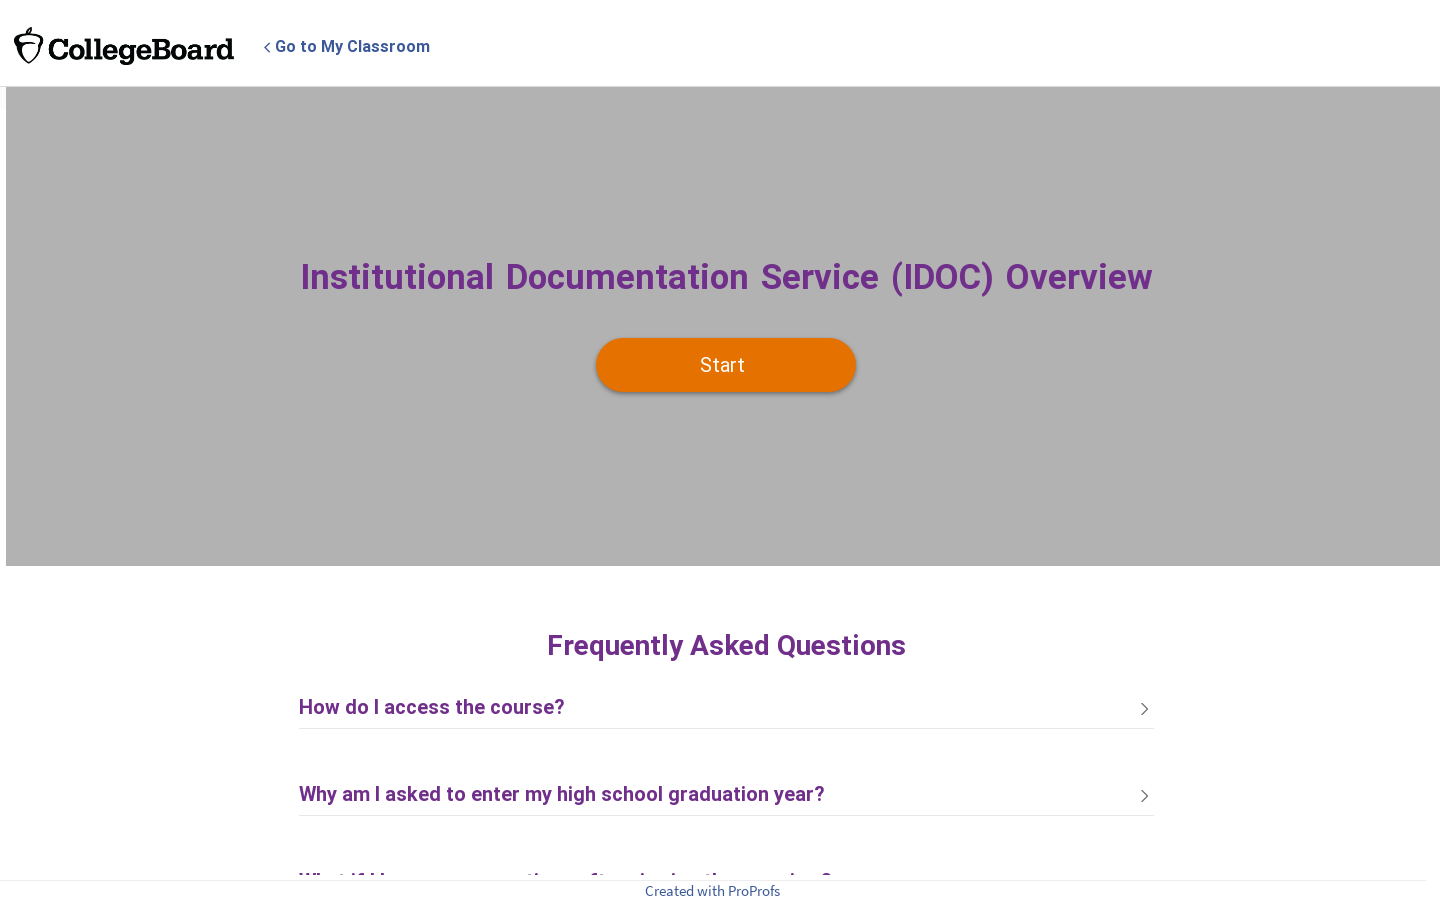 CollegeBoard
Go to My Classroom
Institutional Documentation Service (IDOC) Overview
Start
Frequently Asked Questions
How do I access the course?
Why am I asked to enter my high school graduation year?
Created with ProProfs